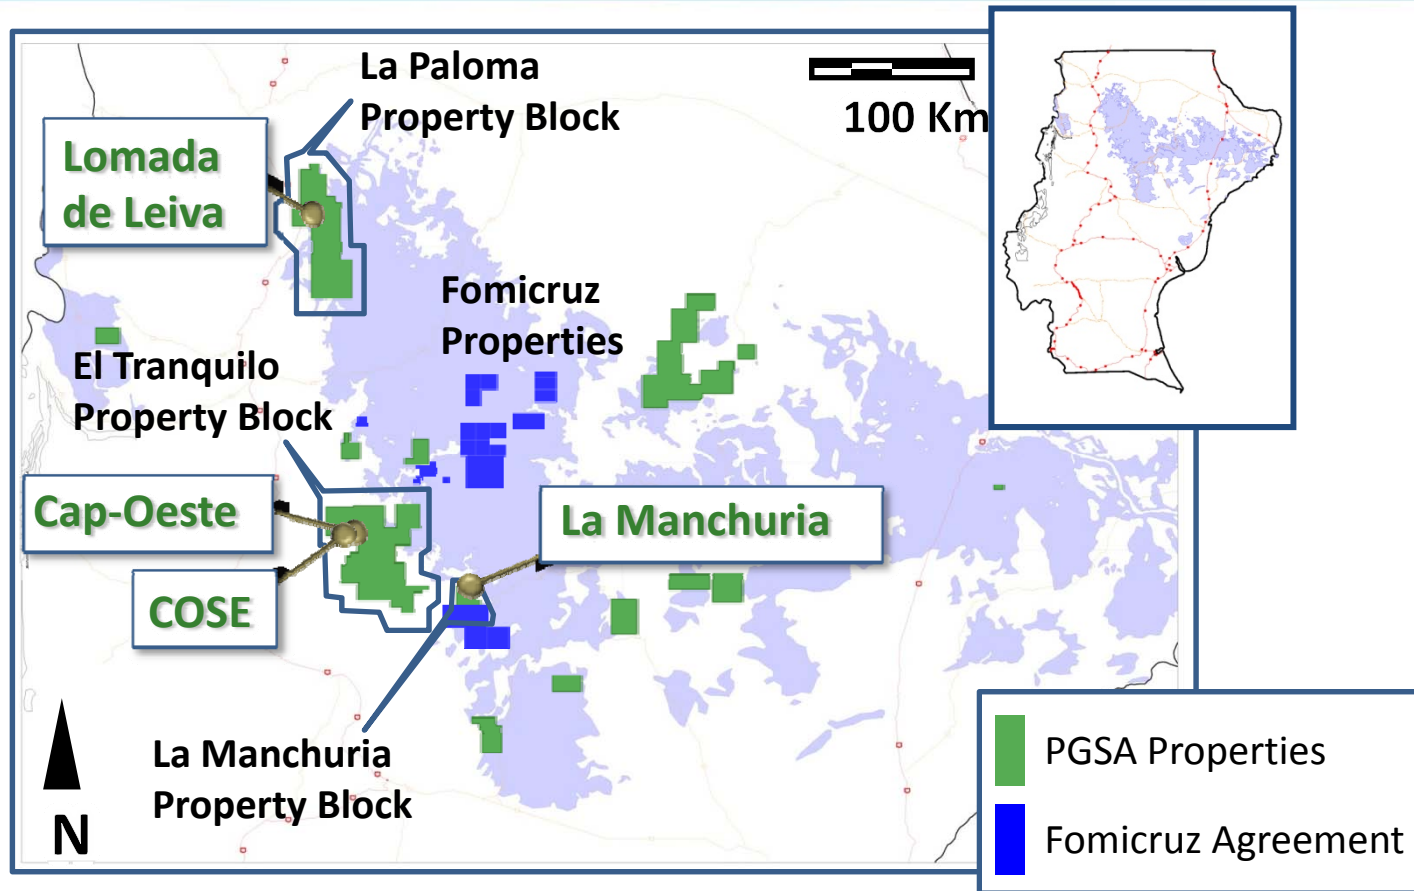 La Paloma
Property Block
100 Km
Lomada
de Leiva
Fomicruz
Properties
El Tranquilo
Property Block
Cap-Oeste
La Manchuria
COSE
La Manchuria
Property Block
N
PGSA Properties
Fomicruz Agreement